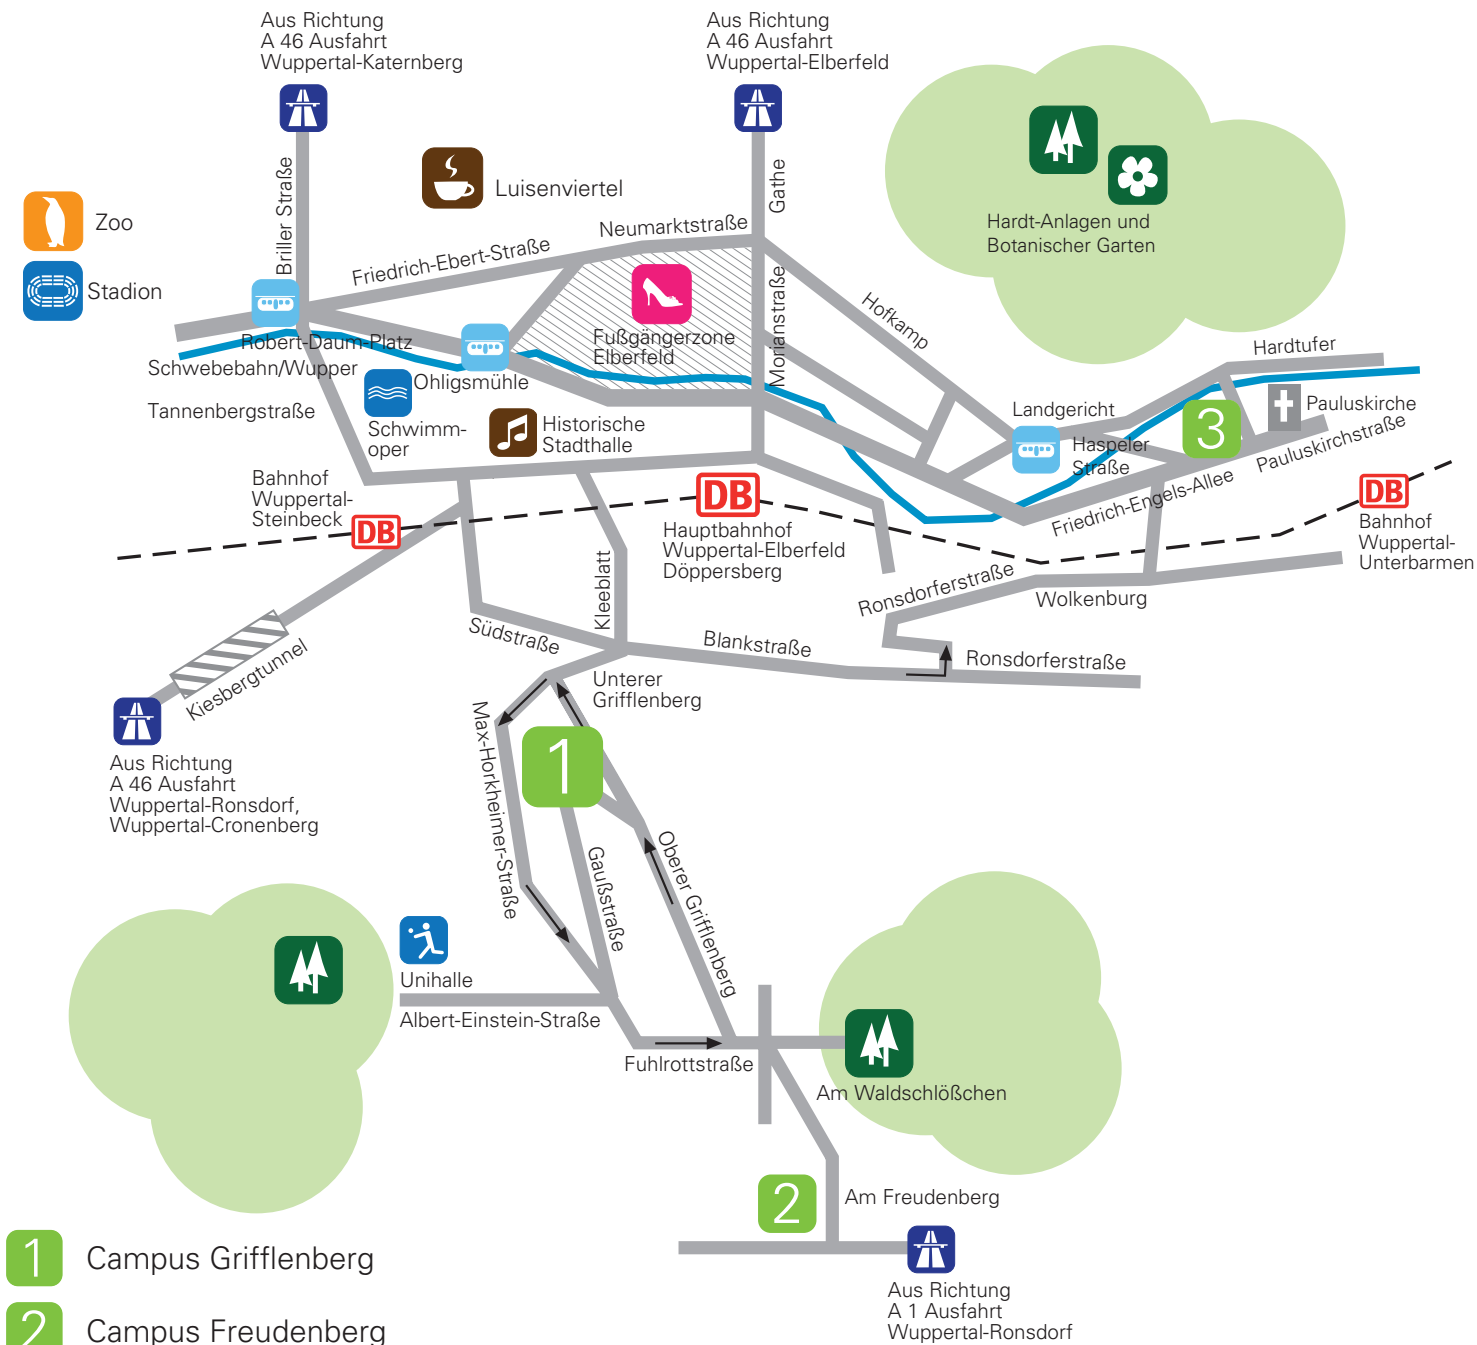 Aus Richtung
A 46 Ausfahrt
Wuppertal-Katernberg
Aus Richtung
A 46 Ausfahrt
Wuppertal-Elberfeld
Zoo
Stadion
Briller Straße
Luisenviertel
Gathe
Neumarktstraße
Friedrich-Ebert-Straße
Hardt-Anlagen und
Botanischer Garten
Fußgängerzone
Elberfeld
Morianstraße
Hofkamp
Robert-Daum-Platz
Schwebebahn/Wupper
Ohligsmühle
Tannenbergstraße
Schwimm-
oper
Historische
Stadthalle
Hardtufer
Landgericht
Haspeler
Straße
3
Pauluskirche
Pauluskirchstraße
Friedrich-Engels-Allee
Bahnhof
Wuppertal-
Steinbeck
DB
DB
Hauptbahnhof
Wuppertal-Elberfeld
Döppersberg
DB
Bahnhof
Wuppertal-
Unterbarmen
Kleeblatt
Südstraße
Blankstraße
Ronsdorferstraße
Wolkenburg
Ronsdorferstraße
Kiesbergtunnel
Unterer
Grifflenberg
Aus Richtung
A 46 Ausfahrt
Wuppertal-Ronsdorf,
Wuppertal-Cronenberg
1
Max-Horkheimer-Straße
Gaußstraße
Oberer Grifflenberg
Unihalle
Albert-Einstein-Straße
Fuhlrottstraße
Am Waldschlößchen
2
Am Freudenberg
Aus Richtung
A 1 Ausfahrt
Wuppertal-Ronsdorf
1 Campus Grifflenberg
2 Campus Freudenberg